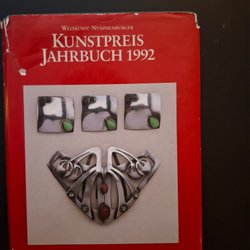 Weltkunst Nymphenburger
Kunstpreis
Jahrbuch 1992